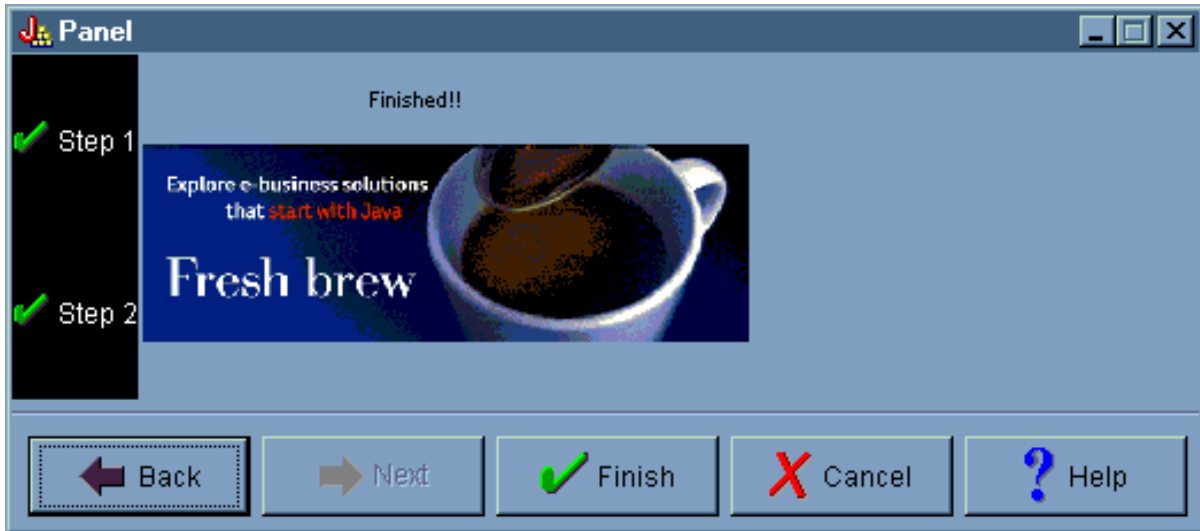 Panel
Finished!!
Step 1
Explore e-business solutions
that start with Java
Fresh brew
Step 2
Back
Next
Finish
Cancel
Help